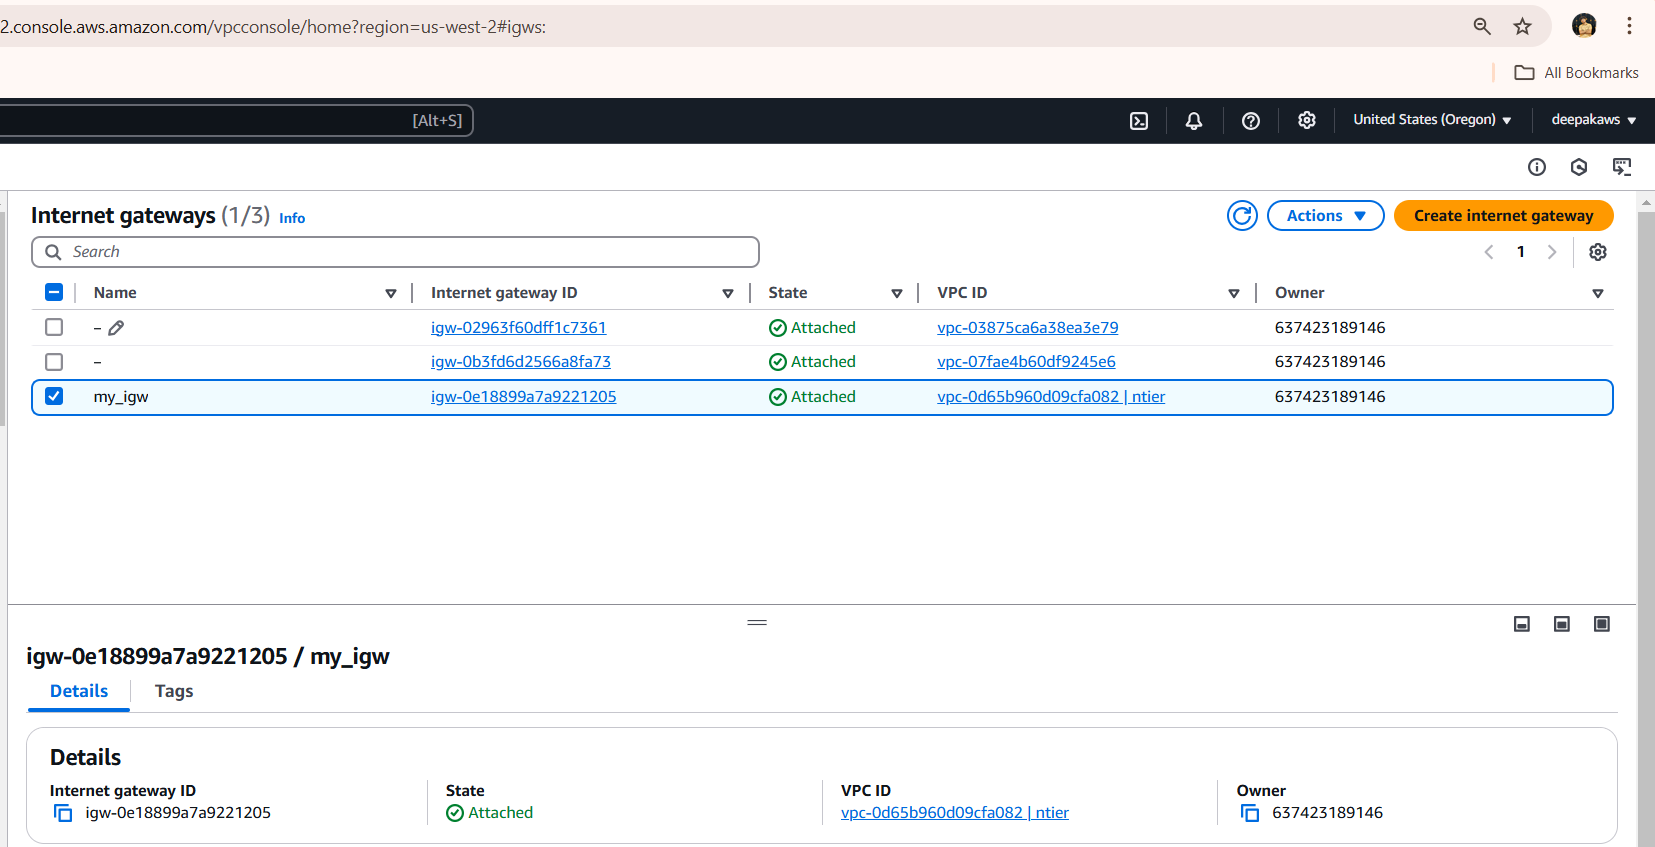 2.console.aws.amazon.com/vpcconsole/home?region=us-west-2#igws:
All Bookmarks
[Alt+S]
United States (Oregon)
deepakaws
Internet gateways (1/3) Info
Actions
Create internet gateway
Search
1
Name
Internet gateway ID
State
VPC ID
Owner
– igw-02963f60dff1c7361 Attached vpc-03875ca6a38ea3e79 637423189146
– igw-0b3fd6d2566a8fa73 Attached vpc-07fae4b60df9245e6 637423189146
my_igw igw-0e18899a7a9221205 Attached vpc-0d65b960d09cfa082 | ntier 637423189146
igw-0e18899a7a9221205 / my_igw
Details
Tags
Details
Internet gateway ID
igw-0e18899a7a9221205
State
Attached
VPC ID
vpc-0d65b960d09cfa082 | ntier
Owner
637423189146